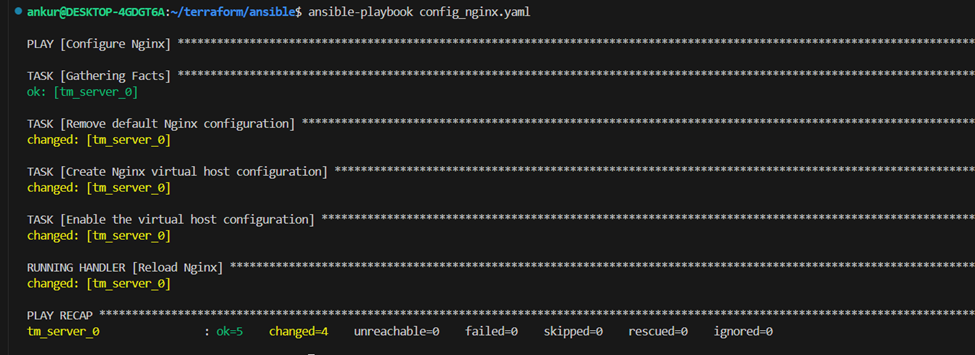 ankur@DESKTOP-4GDGT6A:~/terraform/ansible$ ansible-playbook config_nginx.yaml
PLAY [Configure Nginx] ****************************************************************************************************************************
TASK [Gathering Facts] ****************************************************************************************************************************
ok: [tm_server_0]
TASK [Remove default Nginx configuration] *********************************************************************************************************
changed: [tm_server_0]
TASK [Create Nginx virtual host configuration] ****************************************************************************************************
changed: [tm_server_0]
TASK [Enable the virtual host configuration] ******************************************************************************************************
changed: [tm_server_0]
RUNNING HANDLER [Reload Nginx] ********************************************************************************************************************
changed: [tm_server_0]
PLAY RECAP ****************************************************************************************************************************************
tm_server_0 : ok=5 changed=4 unreachable=0 failed=0 skipped=0 rescued=0 ignored=0